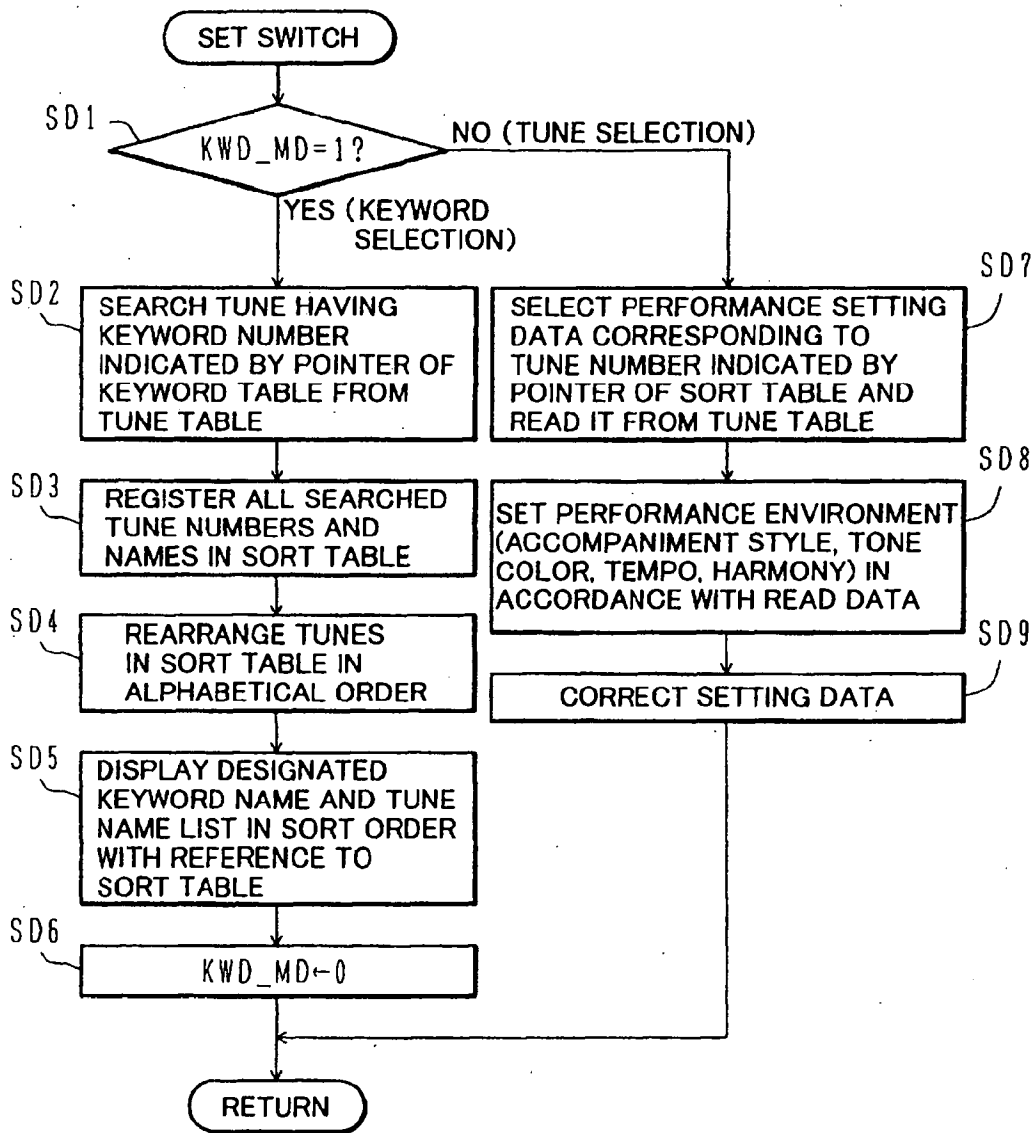 SET SWITCH
SD1
KWD_MD=1?
NO (TUNE SELECTION)
YES (KEYWORD
SELECTION)
SD2
SEARCH TUNE HAVING
KEYWORD NUMBER
INDICATED BY POINTER OF
KEYWORD TABLE FROM
TUNE TABLE
SD3
REGISTER ALL SEARCHED
TUNE NUMBERS AND
NAMES IN SORT TABLE
SD4
REARRANGE TUNES
IN SORT TABLE IN
ALPHABETICAL ORDER
SD5
DISPLAY DESIGNATED
KEYWORD NAME AND TUNE
NAME LIST IN SORT ORDER
WITH REFERENCE TO
SORT TABLE
SD6
KWD_MD←0
SD7
SELECT PERFORMANCE SETTING
DATA CORRESPONDING TO
TUNE NUMBER INDICATED BY
POINTER OF SORT TABLE AND
READ IT FROM TUNE TABLE
SD8
SET PERFORMANCE ENVIRONMENT
(ACCOMPANIMENT STYLE, TONE
COLOR, TEMPO, HARMONY) IN
ACCORDANCE WITH READ DATA
SD9
CORRECT SETTING DATA
RETURN